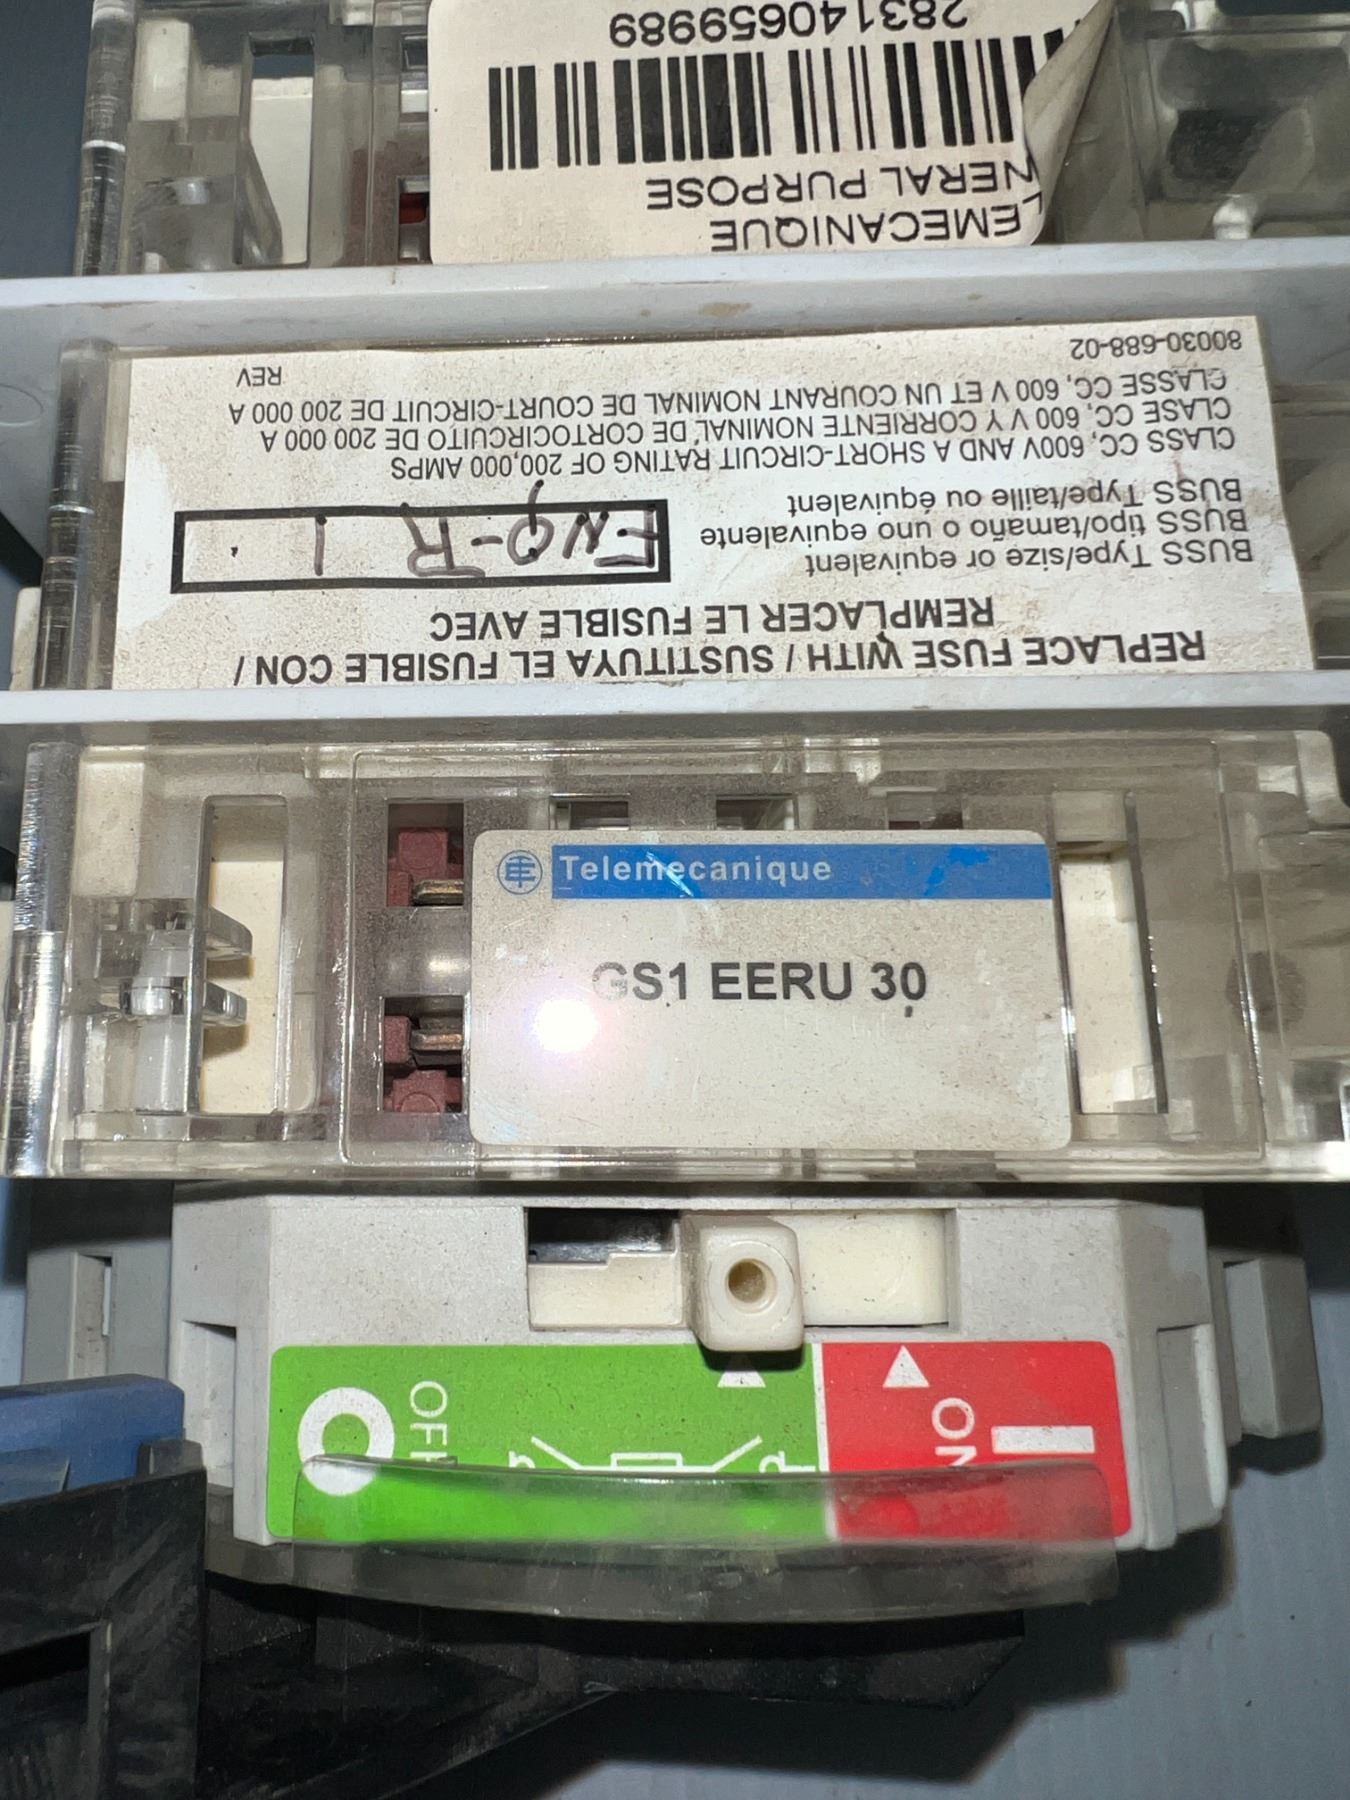 283140659989
NERAL PURPOSE
LEMECANIQUE
REPLACE FUSE WITH / SUSTITUYA EL FUSIBLE CON /
REMPLACER LE FUSIBLE AVEC
BUSS Type/size or equivalent
BUSS tipo/tamaño o uno equivalente
BUSS Type/taille ou équivalent
FNQ-R 1
CLASS CC, 600V AND A SHORT-CIRCUIT RATING OF 200,000 AMPS
CLASE CC, 600 V Y CORRIENTE NOMINAL DE CORTOCIRCUITO DE 200 000 A
CLASSE CC, 600 V ET UN COURANT NOMINAL DE COURT-CIRCUIT DE 200 000 A
80030-688-02
REV
Telemecanique
GS1 EERU 30
OFF
ON